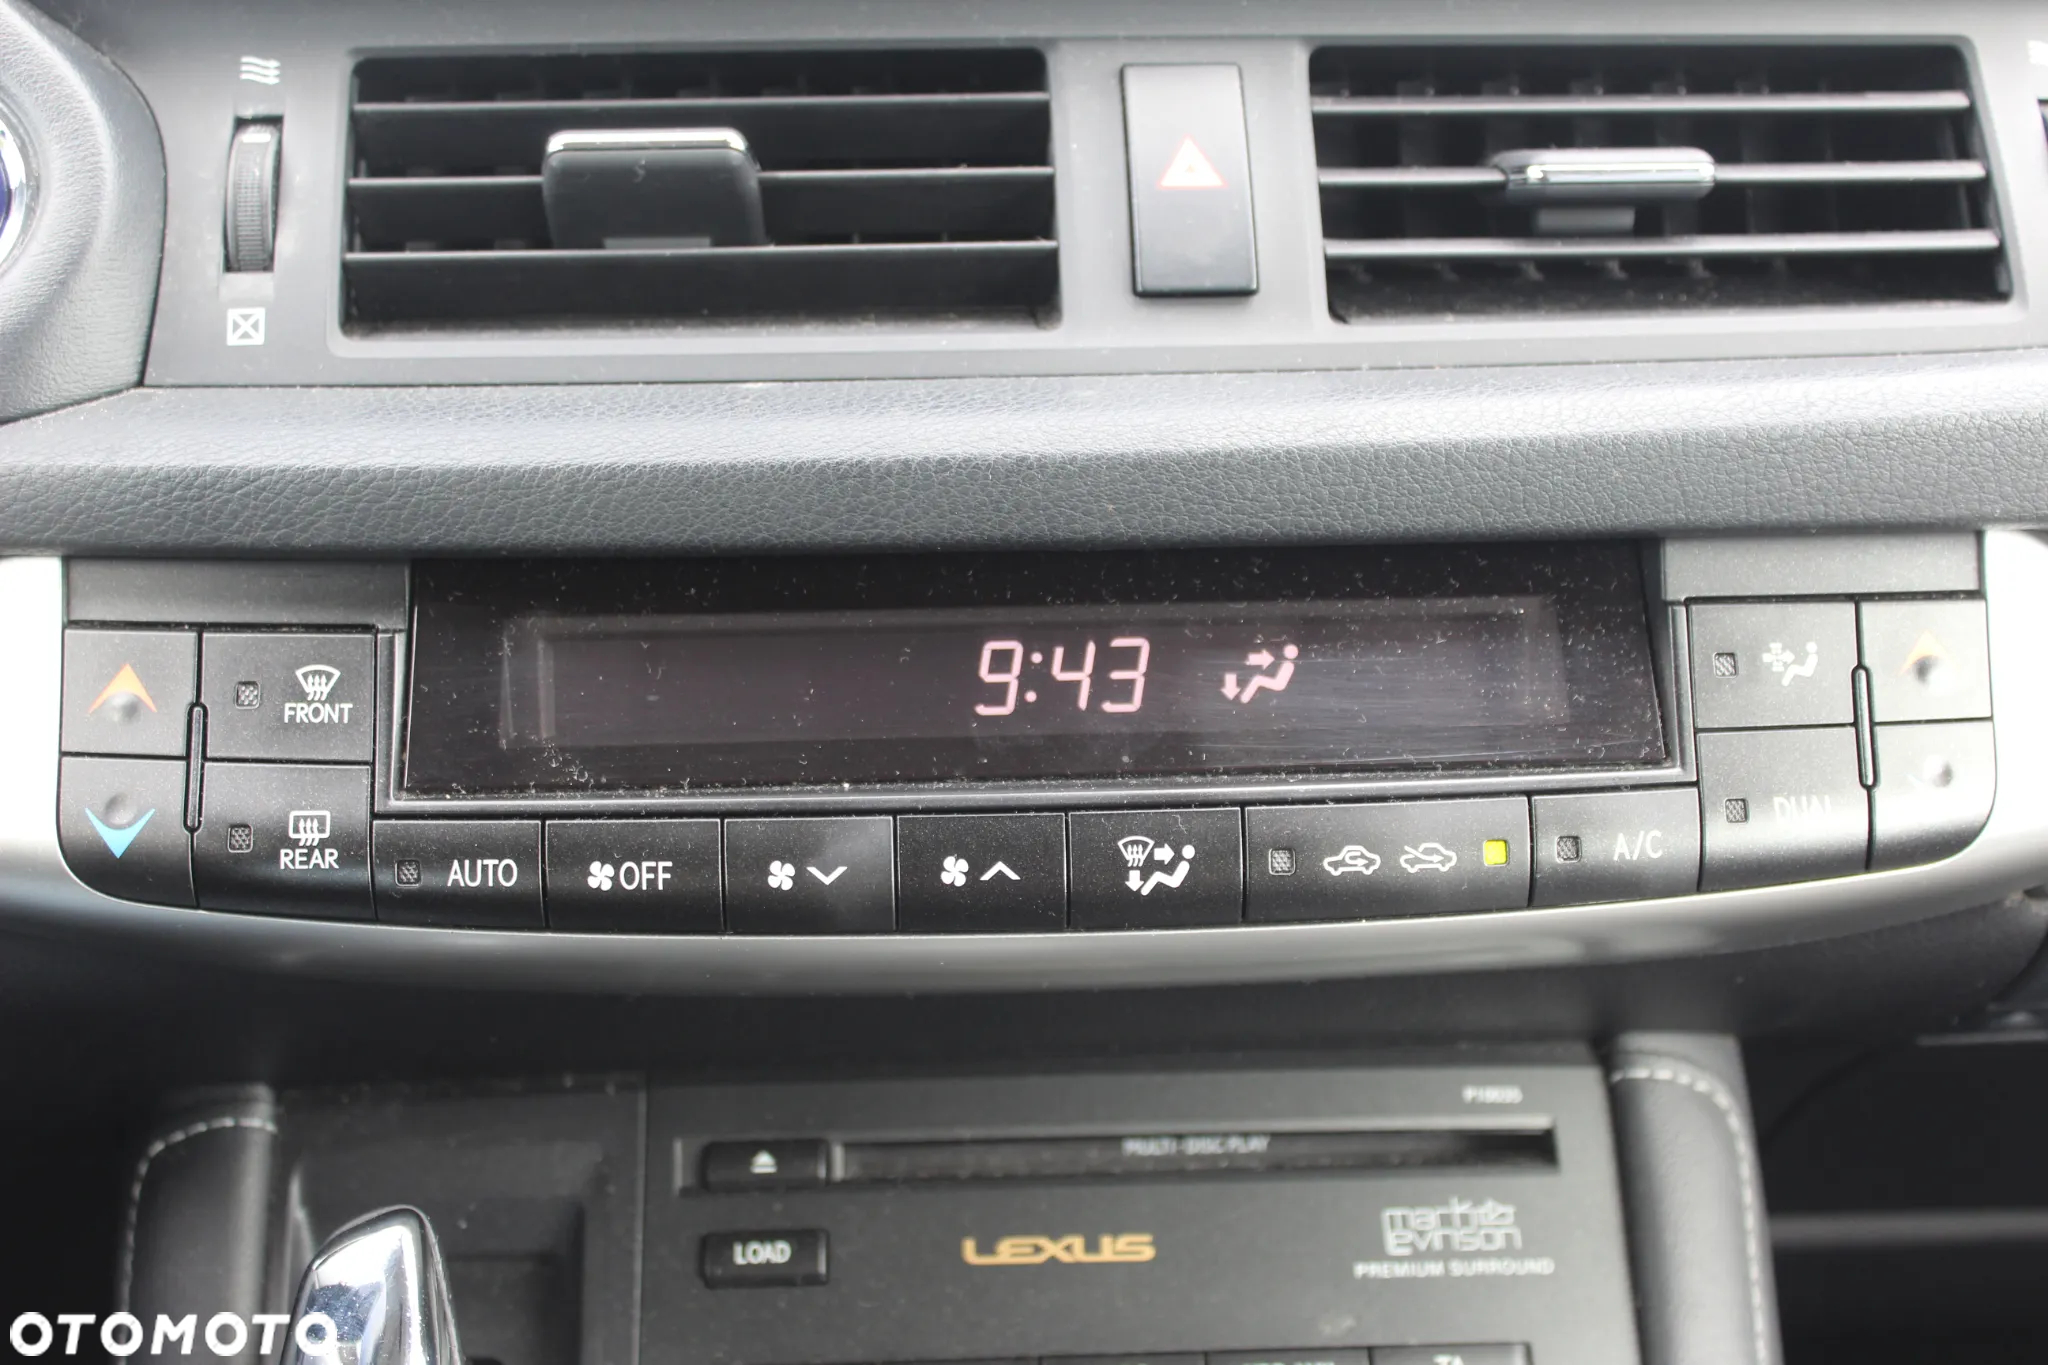 9:43
FRONT
REAR
AUTO
OFF
A/C
DUAL
MULTI-DISC PLAY
LOAD
LEXUS
mark levinson
PREMIUM SURROUND
OTOMOTO